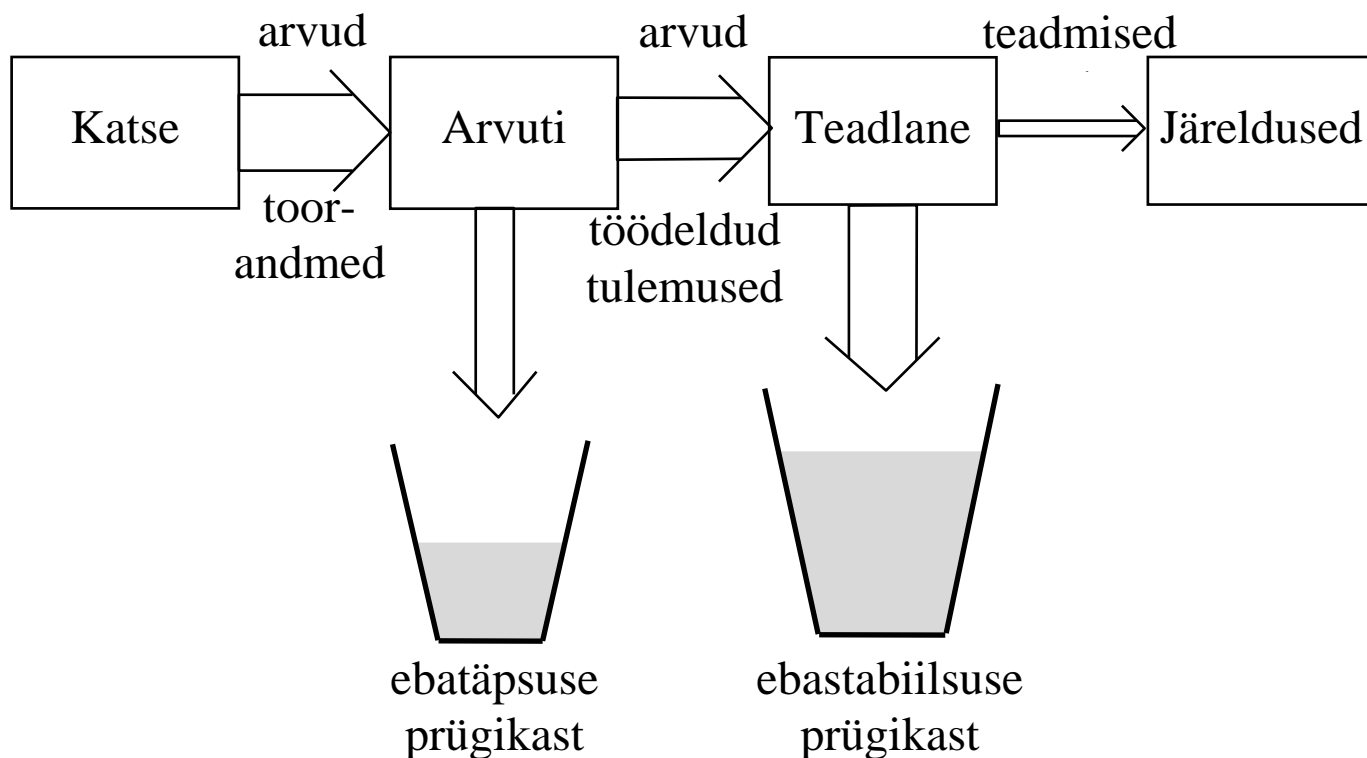 arvud
arvud
teadmised
Katse
Arvuti
Teadlane
Järeldused
toor-
andmed
töödeldud
tulemused
ebatäpsuse
prügikast
ebastabiilsuse
prügikast